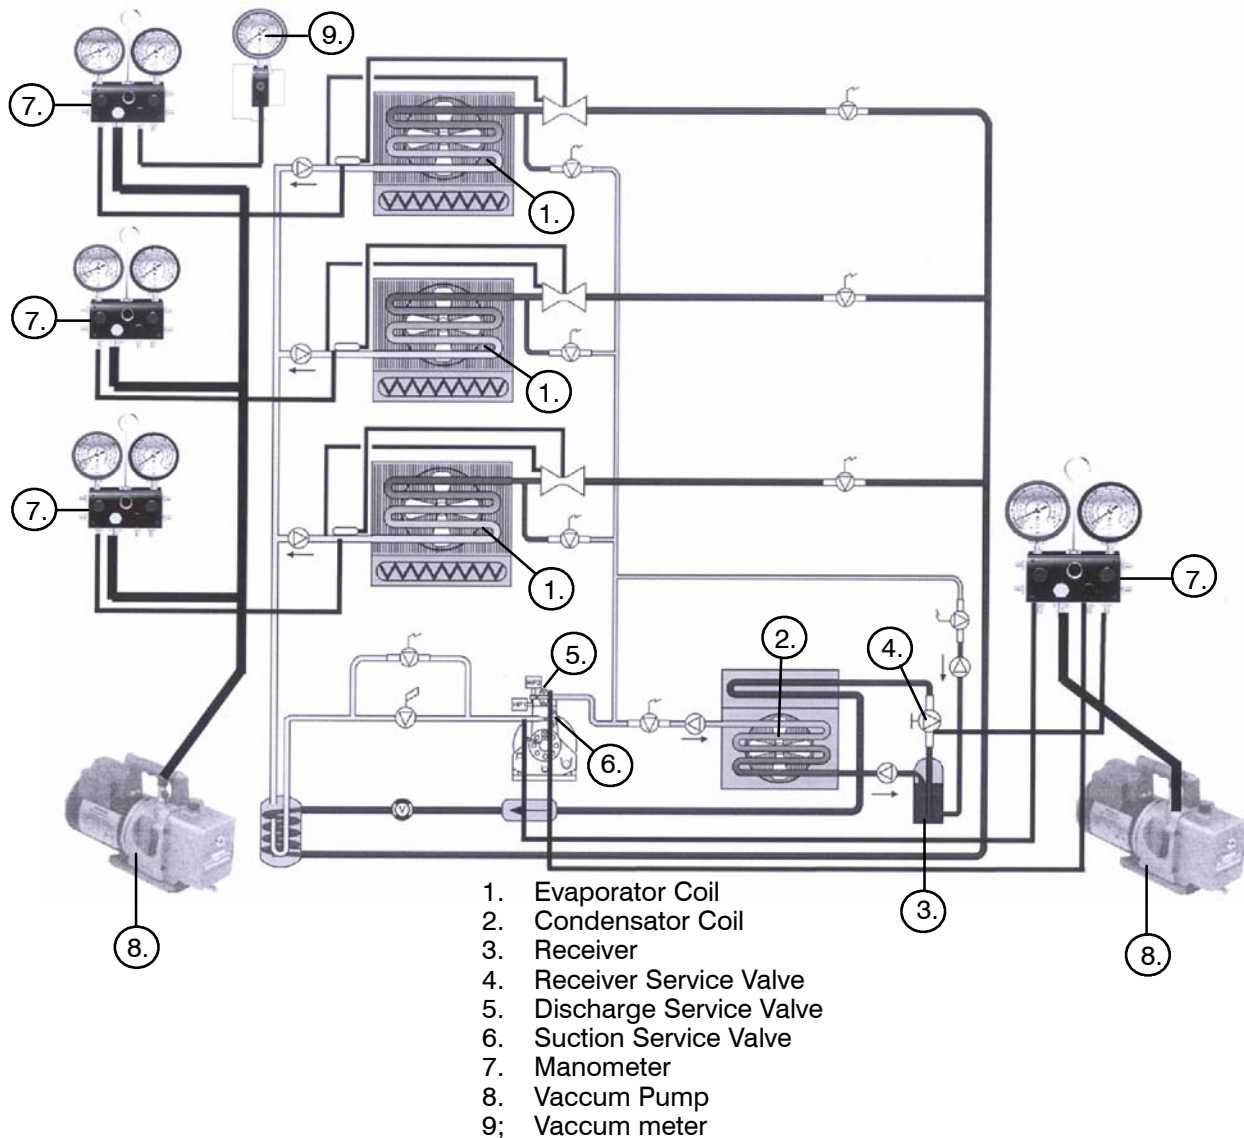 9.
7.
1.
7.
1.
7.
7.
1.
2.
4.
5.
6.
V
3.
8.
8.
1. Evaporator Coil
2. Condensator Coil
3. Receiver
4. Receiver Service Valve
5. Discharge Service Valve
6. Suction Service Valve
7. Manometer
8. Vaccum Pump
9; Vaccum meter